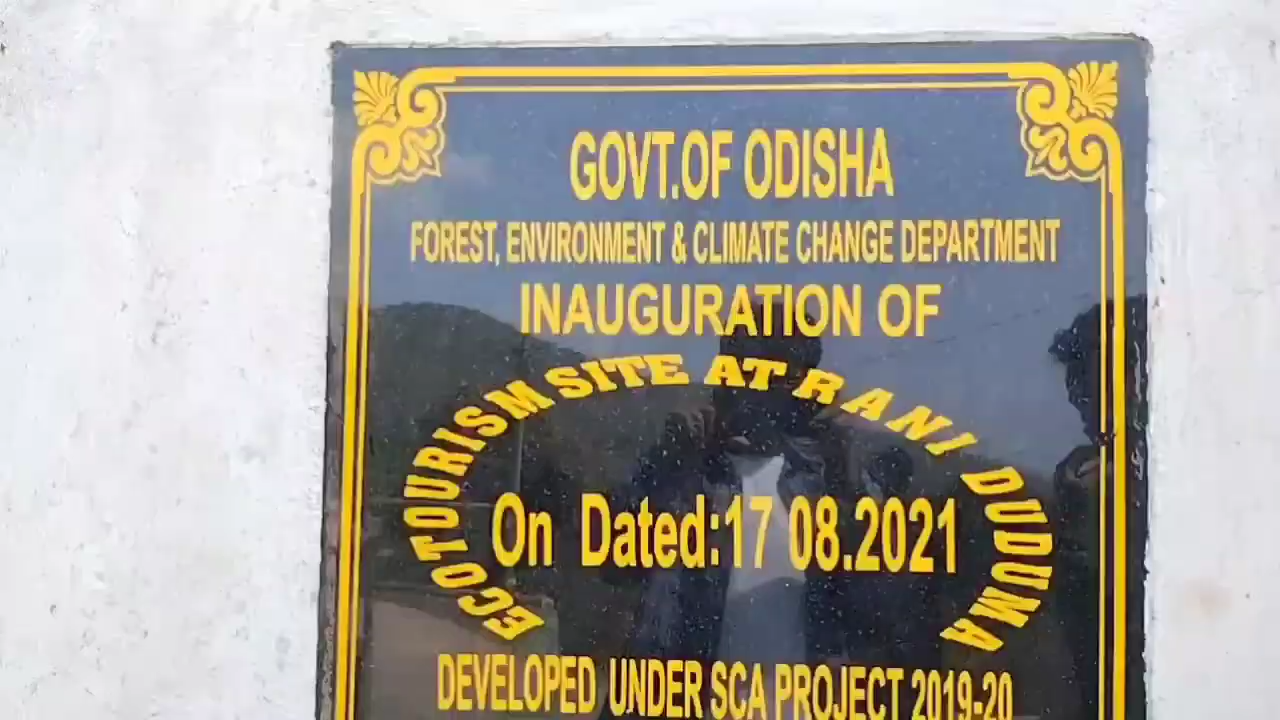 GOVT.OF ODISHA
FOREST, ENVIRONMENT & CLIMATE CHANGE DEPARTMENT
INAUGURATION OF
ECOTOURISM SITE AT RANI DUDUMA
On Dated:17 08.2021
DEVELOPED UNDER SCA PROJECT 2019-20